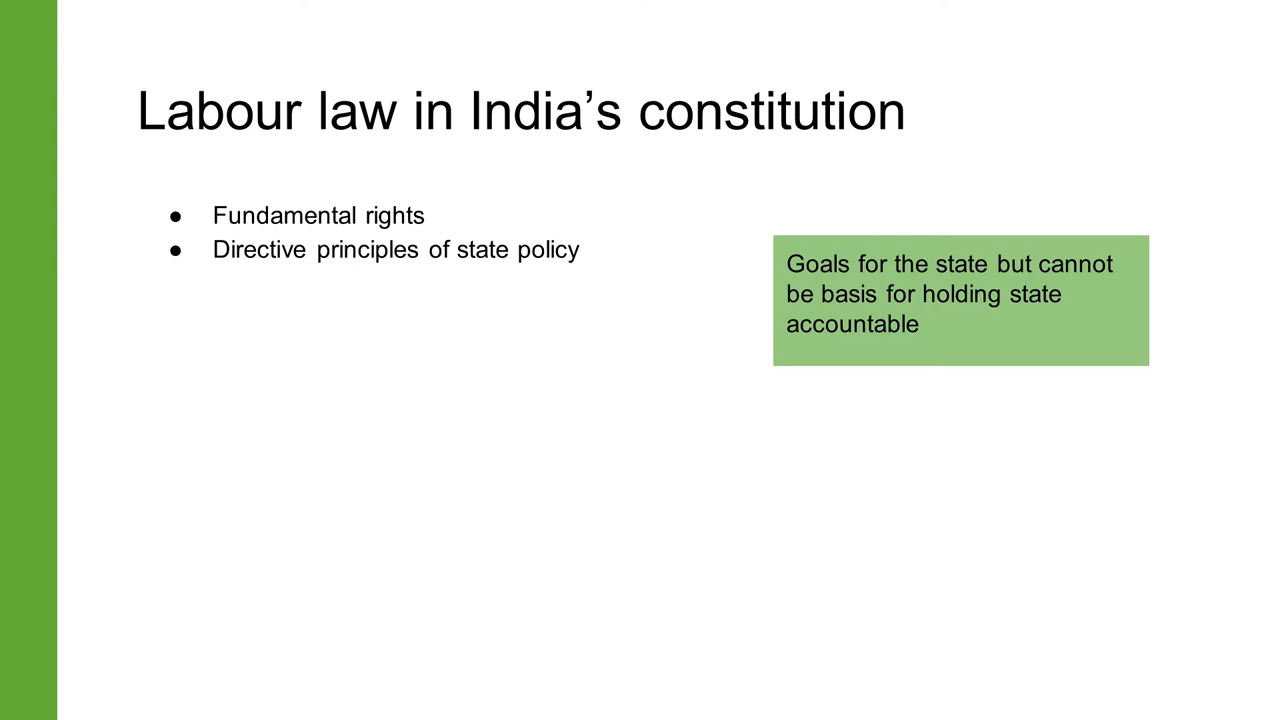 Labour law in India’s constitution
● Fundamental rights
● Directive principles of state policy
Goals for the state but cannot
be basis for holding state
accountable